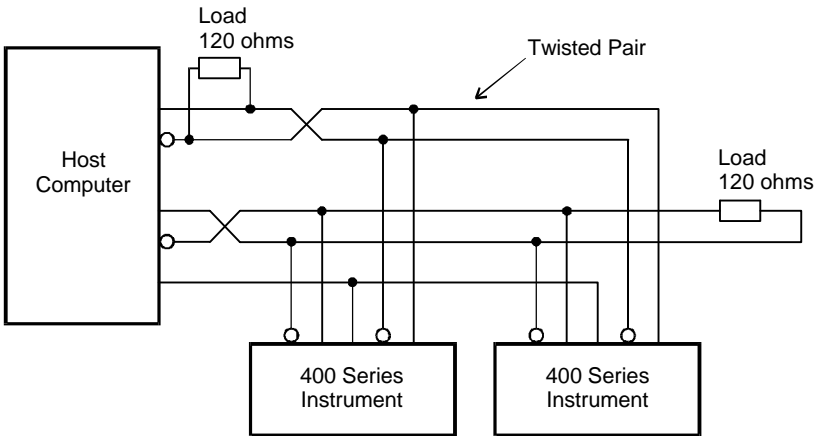 Load
120 ohms
Twisted Pair
Host
Computer
Load
120 ohms
400 Series
Instrument
400 Series
Instrument